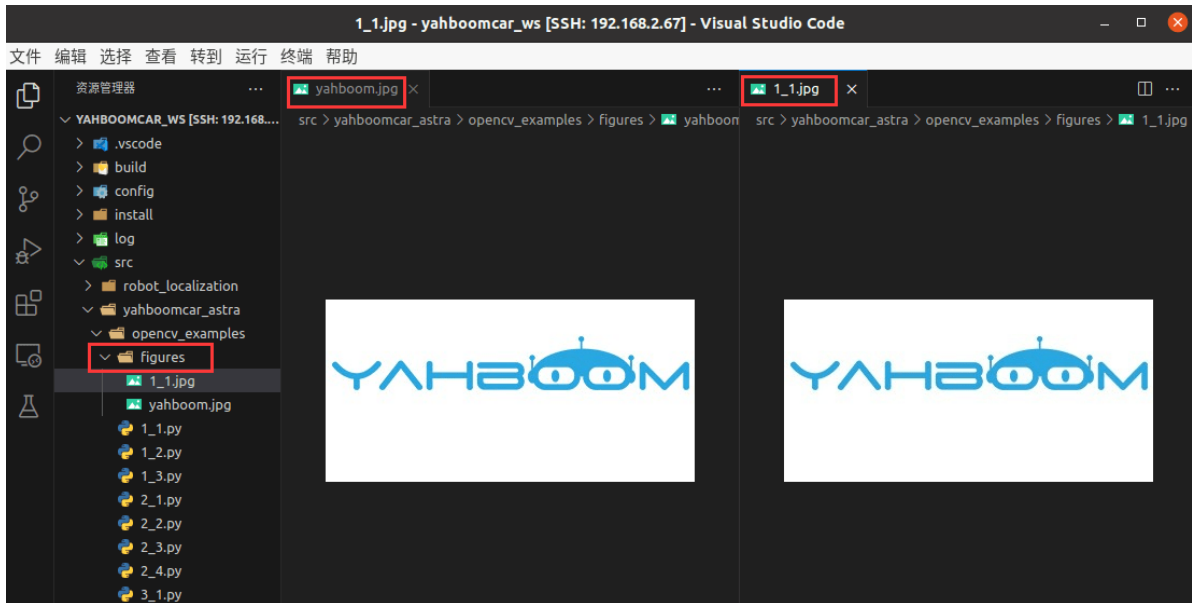 1_1.jpg - yahboomcar_ws [SSH: 192.168.2.67] - Visual Studio Code
文件 编辑 选择 查看 转到 运行 终端 帮助
资源管理器 ...
YAHBOOMCAR_WS [SSH: 192.168....
.vscode
build
config
install
log
src
robot_localization
yahboomcar_astra
opencv_examples
figures
1_1.jpg
yahboom.jpg
1_1.py
1_2.py
1_3.py
2_1.py
2_2.py
2_3.py
2_4.py
3_1.py
yahboom.jpg ...
src > yahboomcar_astra > opencv_examples > figures > yahboom
YAHBOOM
1_1.jpg ...
src > yahboomcar_astra > opencv_examples > figures > 1_1.jpg
YAHBOOM